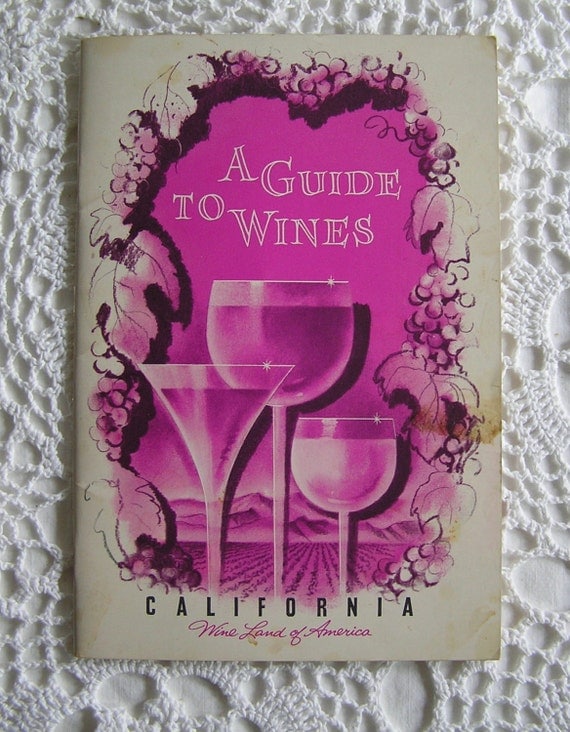 A GUIDE
TO WINES
CALIFORNIA
Wine Land of America